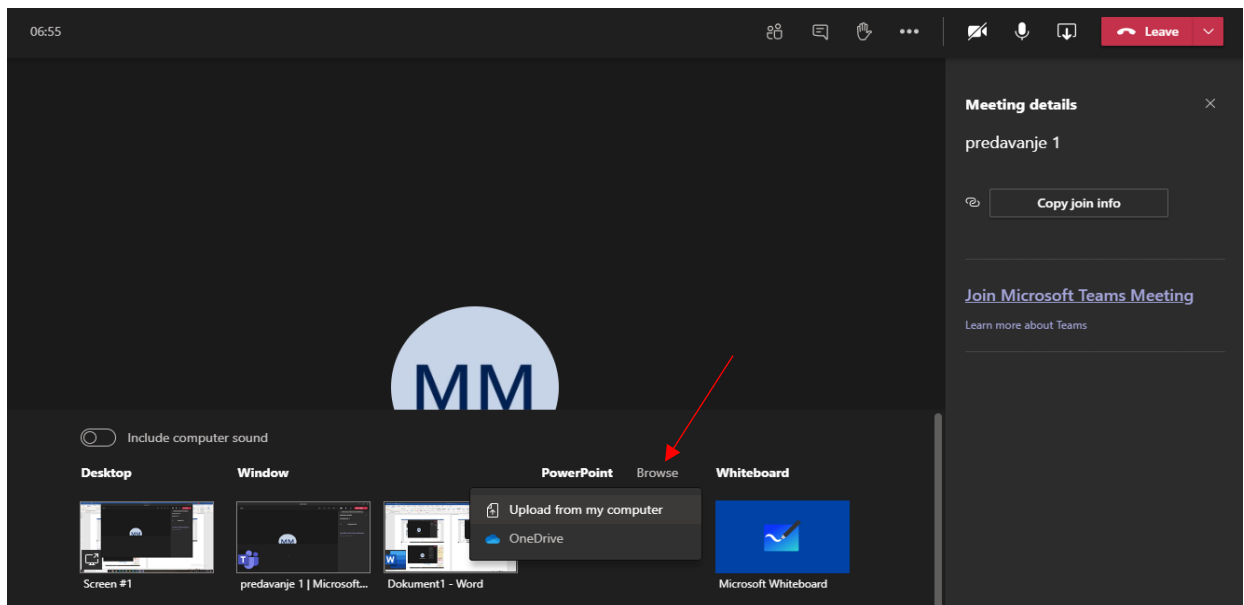 06:55
Leave
Meeting details
predavanje 1
Copy join info
Join Microsoft Teams Meeting
Learn more about Teams
MM
Include computer sound
Desktop Window PowerPoint Browse Whiteboard
Upload from my computer
OneDrive
Screen #1 predavanje 1 | Microsoft... Dokument1 - Word Microsoft Whiteboard